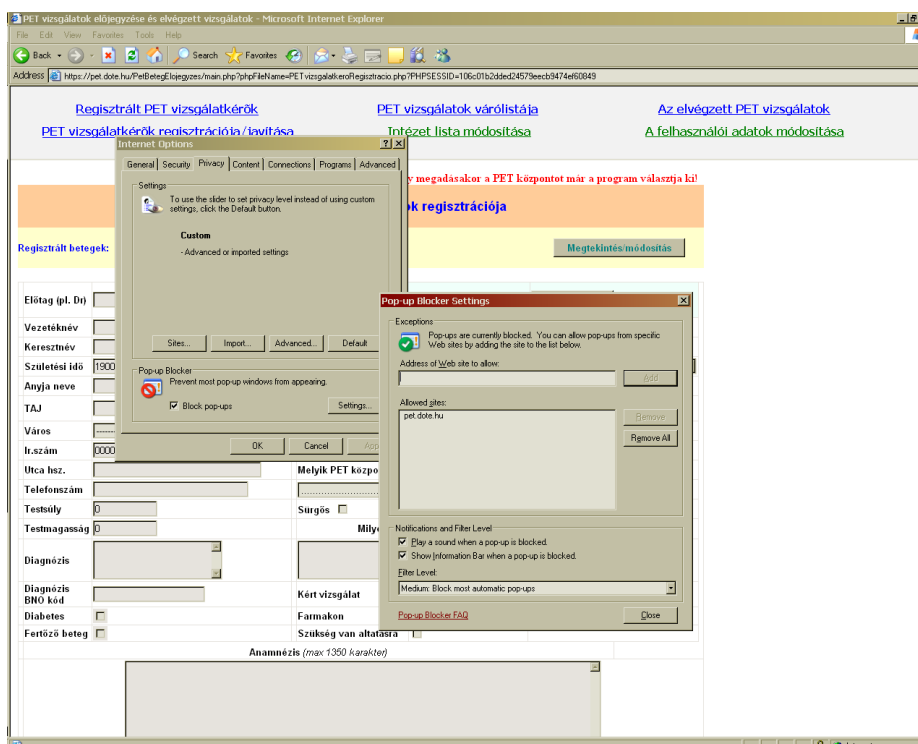 PET vizsgálatok előjegyzése és elvégzett vizsgálatok - Microsoft Internet Explorer
File Edit View Favorites Tools Help
Back Search Favorites
Address https://pet.dote.hu/PetBetegElojegyzes/main.php?phpFileName=PETvizsgalatkeroRegisztracio.php?PHPSESSID=106c01b2dded24579eecb9474ef60849
Regisztrált PET vizsgálatkérõk PET vizsgálatok várólistája Az elvégzett PET vizsgálatok
PET vizsgálatkérõk regisztrációja/javítása Intézet lista módosítása A felhasználói adatok módosítása
Internet Options
General Security Privacy Content Connections Programs Advanced
Settings
To use the slider to set privacy level instead of using custom
settings, click the Default button.
Custom
- Advanced or imported settings
Sites... Import... Advanced... Default
Pop-up Blocker
Prevent most pop-up windows from appearing.
Block pop-ups Settings...
OK Cancel App
megadásakor a PET központot már a program választja ki!
ok regisztrációja
Regisztrált betegek: Megtekintés/módosítás
Előtag (pl. Dr)
Vezetéknév
Keresztnév
Születési idő 1900
Anyja neve
TAJ
Város
Ir.szám 0000
Utca hsz. Melyik PET közpo
Telefonszám
Testsúly 0 Sürgős
Testmagasság 0 Milye
Diagnózis
Diagnózis
BNO kód Kért vizsgálat
Diabetes Farmakon
Fertőző beteg Szükség van altatásra
Anamnézis (max 1350 karakter)
Pop-up Blocker Settings
Exceptions
Pop-ups are currently blocked. You can allow pop-ups from specific
Web sites by adding the site to the list below.
Address of Web site to allow:
Add
Allowed sites:
pet.dote.hu
Remove
Remove All
Notifications and Filter Level
Play a sound when a pop-up is blocked.
Show Information Bar when a pop-up is blocked.
Filter Level:
Medium: Block most automatic pop-ups
Pop-up Blocker FAQ Close